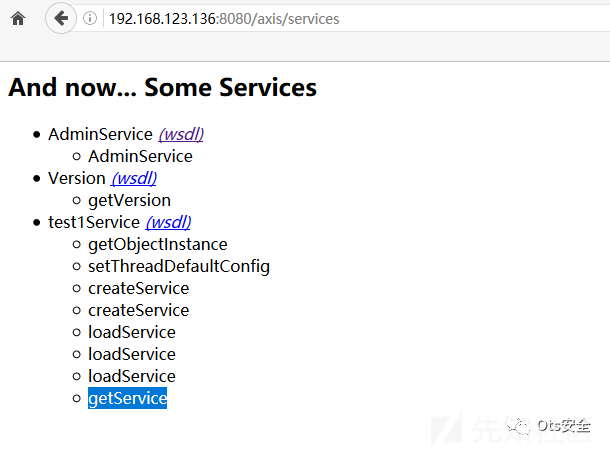 192.168.123.136:8080/axis/services
And now... Some Services
AdminService (wsdl)
AdminService
Version (wsdl)
getVersion
test1Service (wsdl)
getObjectInstance
setThreadDefaultConfig
createService
createService
loadService
loadService
loadService
getService
先知社区
Ots安全